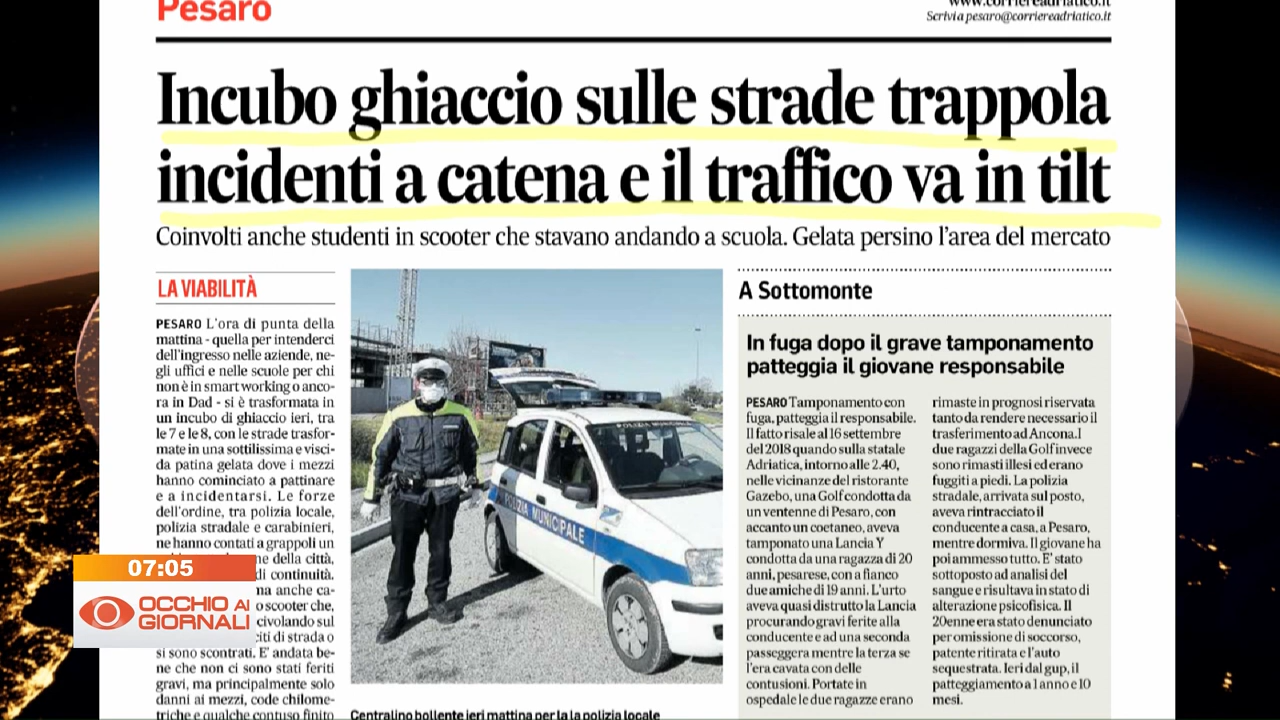 Pesaro
www.corriereadriatico.it
Scrivi a pesaro@corriereadriatico.it
Incubo ghiaccio sulle strade trappola
incidenti a catena e il traffico va in tilt
Coinvolti anche studenti in scooter che stavano andando a scuola. Gelata persino l'area del mercato
LA VIABILITÀ
PESARO L'ora di punta della
mattina - quella per intenderci
dell'ingresso nelle aziende, ne-
gli uffici e nelle scuole per chi
non è in smart working o anco-
ra in Dad - si è trasformata in
un incubo di ghiaccio ieri, tra
le 7 e le 8, con le strade trasfor-
mate in una sottilissima e visci-
da patina gelata dove i mezzi
hanno cominciato a pattinare
e a incidentarsi. Le forze
dell'ordine, tra polizia locale,
polizia stradale e carabinieri,
ne hanno contati a grappoli un
ne della città,
di continuità.
ma anche ca-
o scooter che,
civolando sul
citi di strada o
si sono scontrati. E' andata be-
ne che non ci sono stati feriti
gravi, ma principalmente solo
danni ai mezzi, code chilome-
triche e qualche contuso finito
07:05
OCCHIO AI
GIORNALI
POLIZIA MUNICIPALE
POLIZIA MUNICIPALE
Centralino bollente ieri mattina per la la polizia locale
A Sottomonte
In fuga dopo il grave tamponamento
patteggia il giovane responsabile
PESARO Tamponamento con
fuga, patteggia il responsabile.
Il fatto risale al 16 settembre
del 2018 quando sulla statale
Adriatica, intorno alle 2.40,
nelle vicinanze del ristorante
Gazebo, una Golf condotta da
un ventenne di Pesaro, con
accanto un coetaneo, aveva
tamponato una Lancia Y
condotta da una ragazza di 20
anni, pesarese, con a fianco
due amiche di 19 anni. L'urto
aveva quasi distrutto la Lancia
procurando gravi ferite alla
conducente e ad una seconda
passeggera mentre la terza se
l'era cavata con delle
contusioni. Portate in
ospedale le due ragazze erano
rimaste in prognosi riservata
tanto da rendere necessario il
trasferimento ad Ancona. I
due ragazzi della Golf invece
sono rimasti illesi ed erano
fuggiti a piedi. La polizia
stradale, arrivata sul posto,
aveva rintracciato il
conducente a casa, a Pesaro,
mentre dormiva. Il giovane ha
poi ammesso tutto. E' stato
sottoposto ad analisi del
sangue e risultava in stato di
alterazione psicofisica. Il
20enne era stato denunciato
per omissione di soccorso,
patente ritirata e l'auto
sequestrata. Ieri dal gup, il
patteggiamento a 1 anno e 10
mesi.